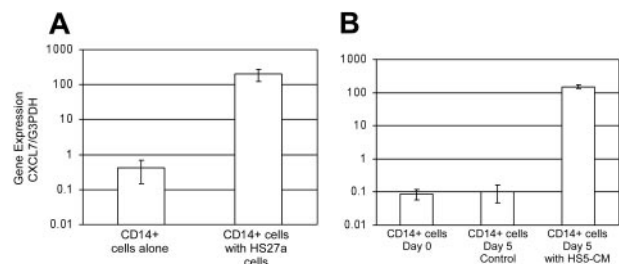 A
Gene Expression
CXCL7/G3PDH
1000
100
10
1
0.1
0.01
CD14+
cells alone
CD14+ cells
with HS27a
cells
B
1000
100
10
1
0.1
0.01
CD14+ cells
Day 0
CD14+ cells
Day 5
Control
CD14+ cells
Day 5
with HS5-CM